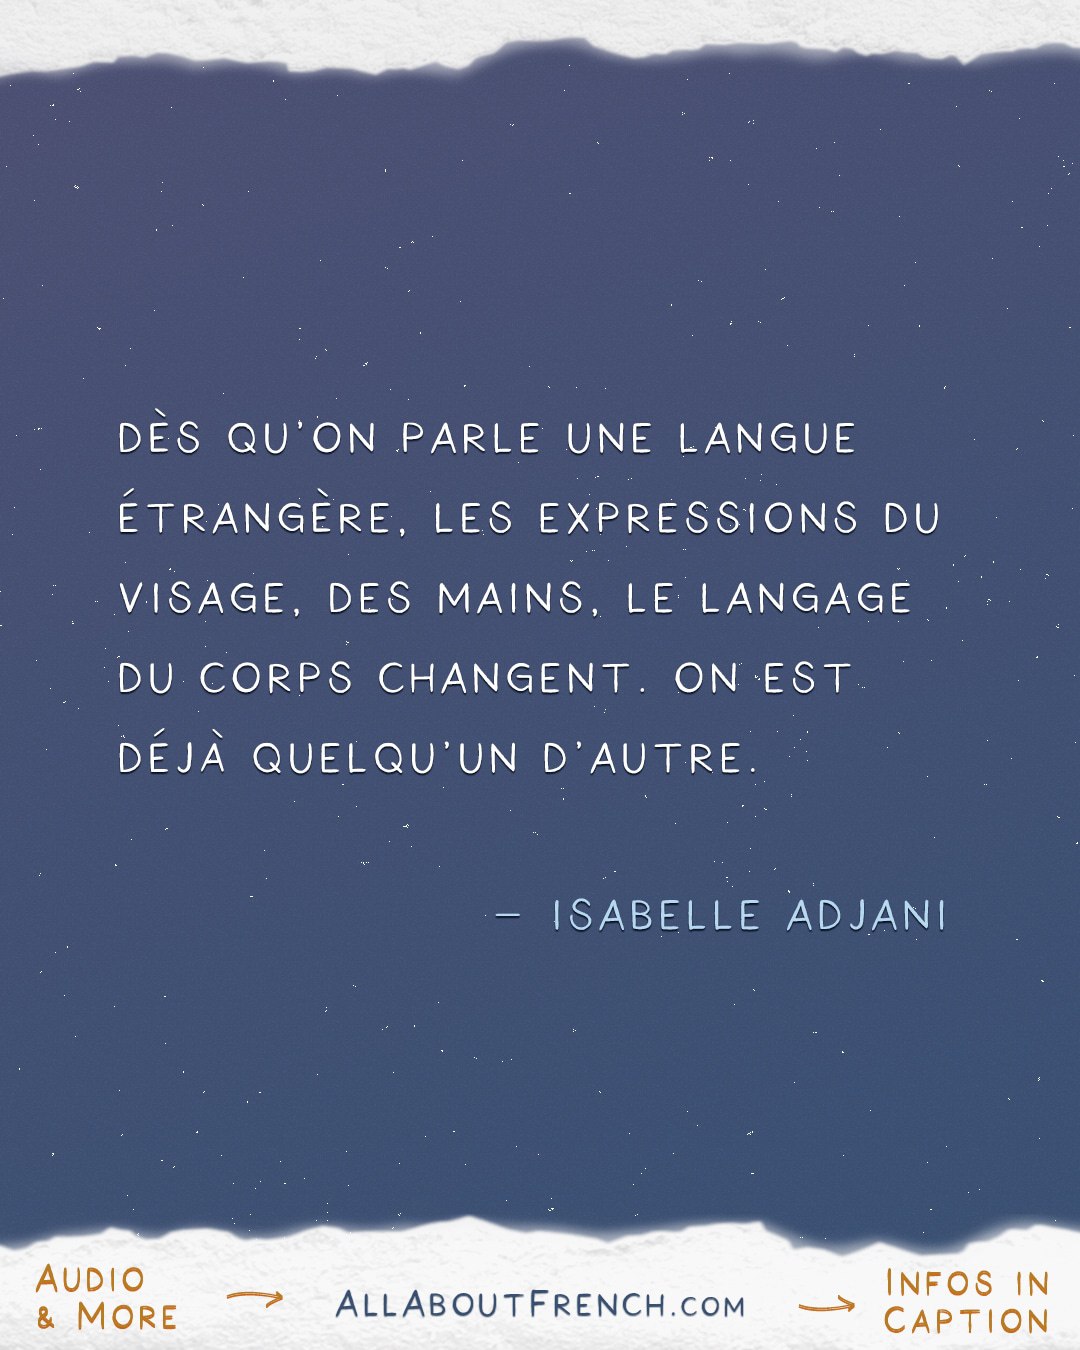 DÈS QU'ON PARLE UNE LANGUE
ÉTRANGÈRE, LES EXPRESSIONS DU
VISAGE, DES MAINS, LE LANGAGE
DU CORPS CHANGENT. ON EST
DÉJÀ QUELQU'UN D'AUTRE.
– ISABELLE ADJANI
AUDIO
& MORE
ALLABOUTFRENCH.COM
INFOS IN
CAPTION